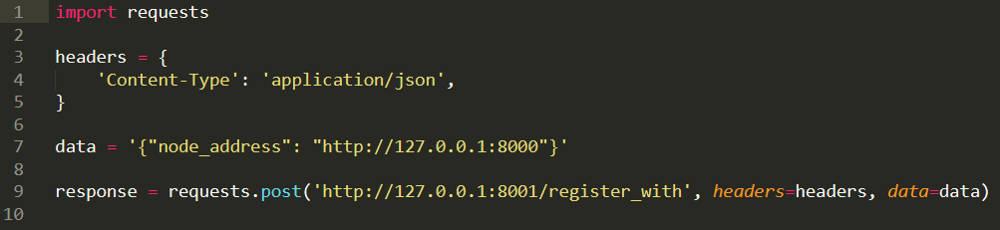 1 import requests
2
3 headers = {
4     'Content-Type': 'application/json',
5 }
6
7 data = '{"node_address": "http://127.0.0.1:8000"}'
8
9 response = requests.post('http://127.0.0.1:8001/register_with', headers=headers, data=data)
10